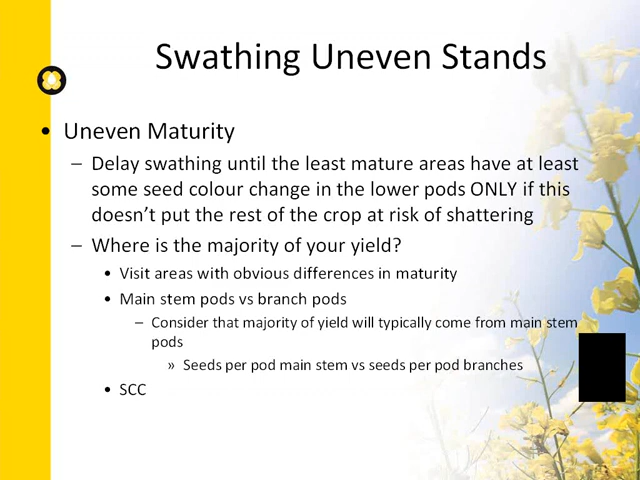 Swathing Uneven Stands
• Uneven Maturity
– Delay swathing until the least mature areas have at least
some seed colour change in the lower pods ONLY if this
doesn't put the rest of the crop at risk of shattering
– Where is the majority of your yield?
• Visit areas with obvious differences in maturity
• Main stem pods vs branch pods
– Consider that majority of yield will typically come from main stem
pods
» Seeds per pod main stem vs seeds per pod branches
• SCC